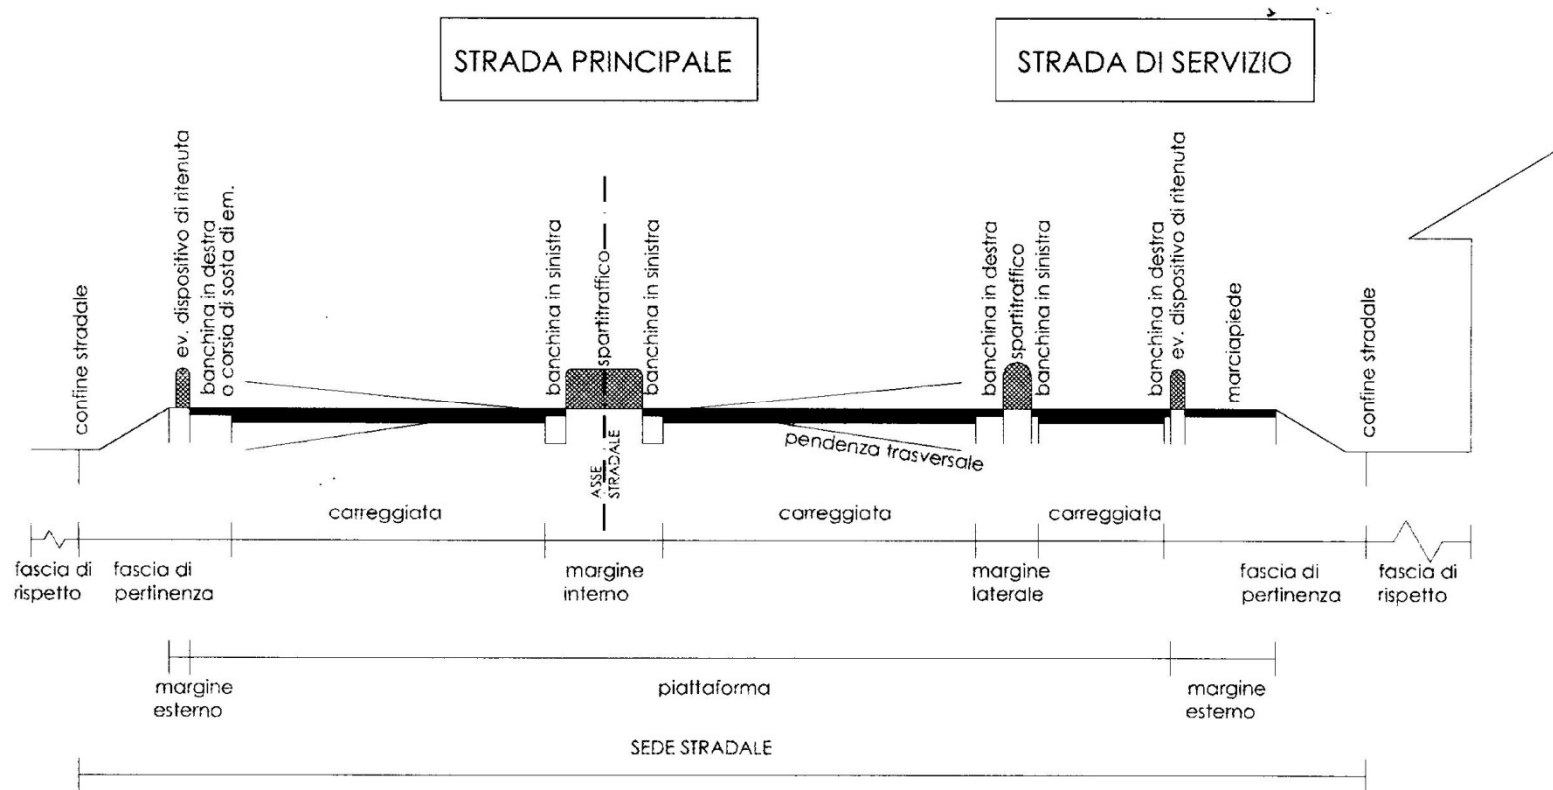 STRADA PRINCIPALE
STRADA DI SERVIZIO
confine stradale
ev. dispositivo di ritenuta
banchina in destra
o corsia di sosta di em.
banchina in sinistra
spartitraffico
banchina in sinistra
banchina in destra
spartitraffico
banchina in sinistra
banchina in destra
ev. dispositivo di ritenuta
marciapiede
confine stradale
pendenza trasversale
ASSE
STRADALE
carreggiata
carreggiata
carreggiata
fascia di
rispetto
fascia di
pertinenza
margine
interno
margine
laterale
fascia di
pertinenza
fascia di
rispetto
margine
esterno
piattaforma
margine
esterno
SEDE STRADALE